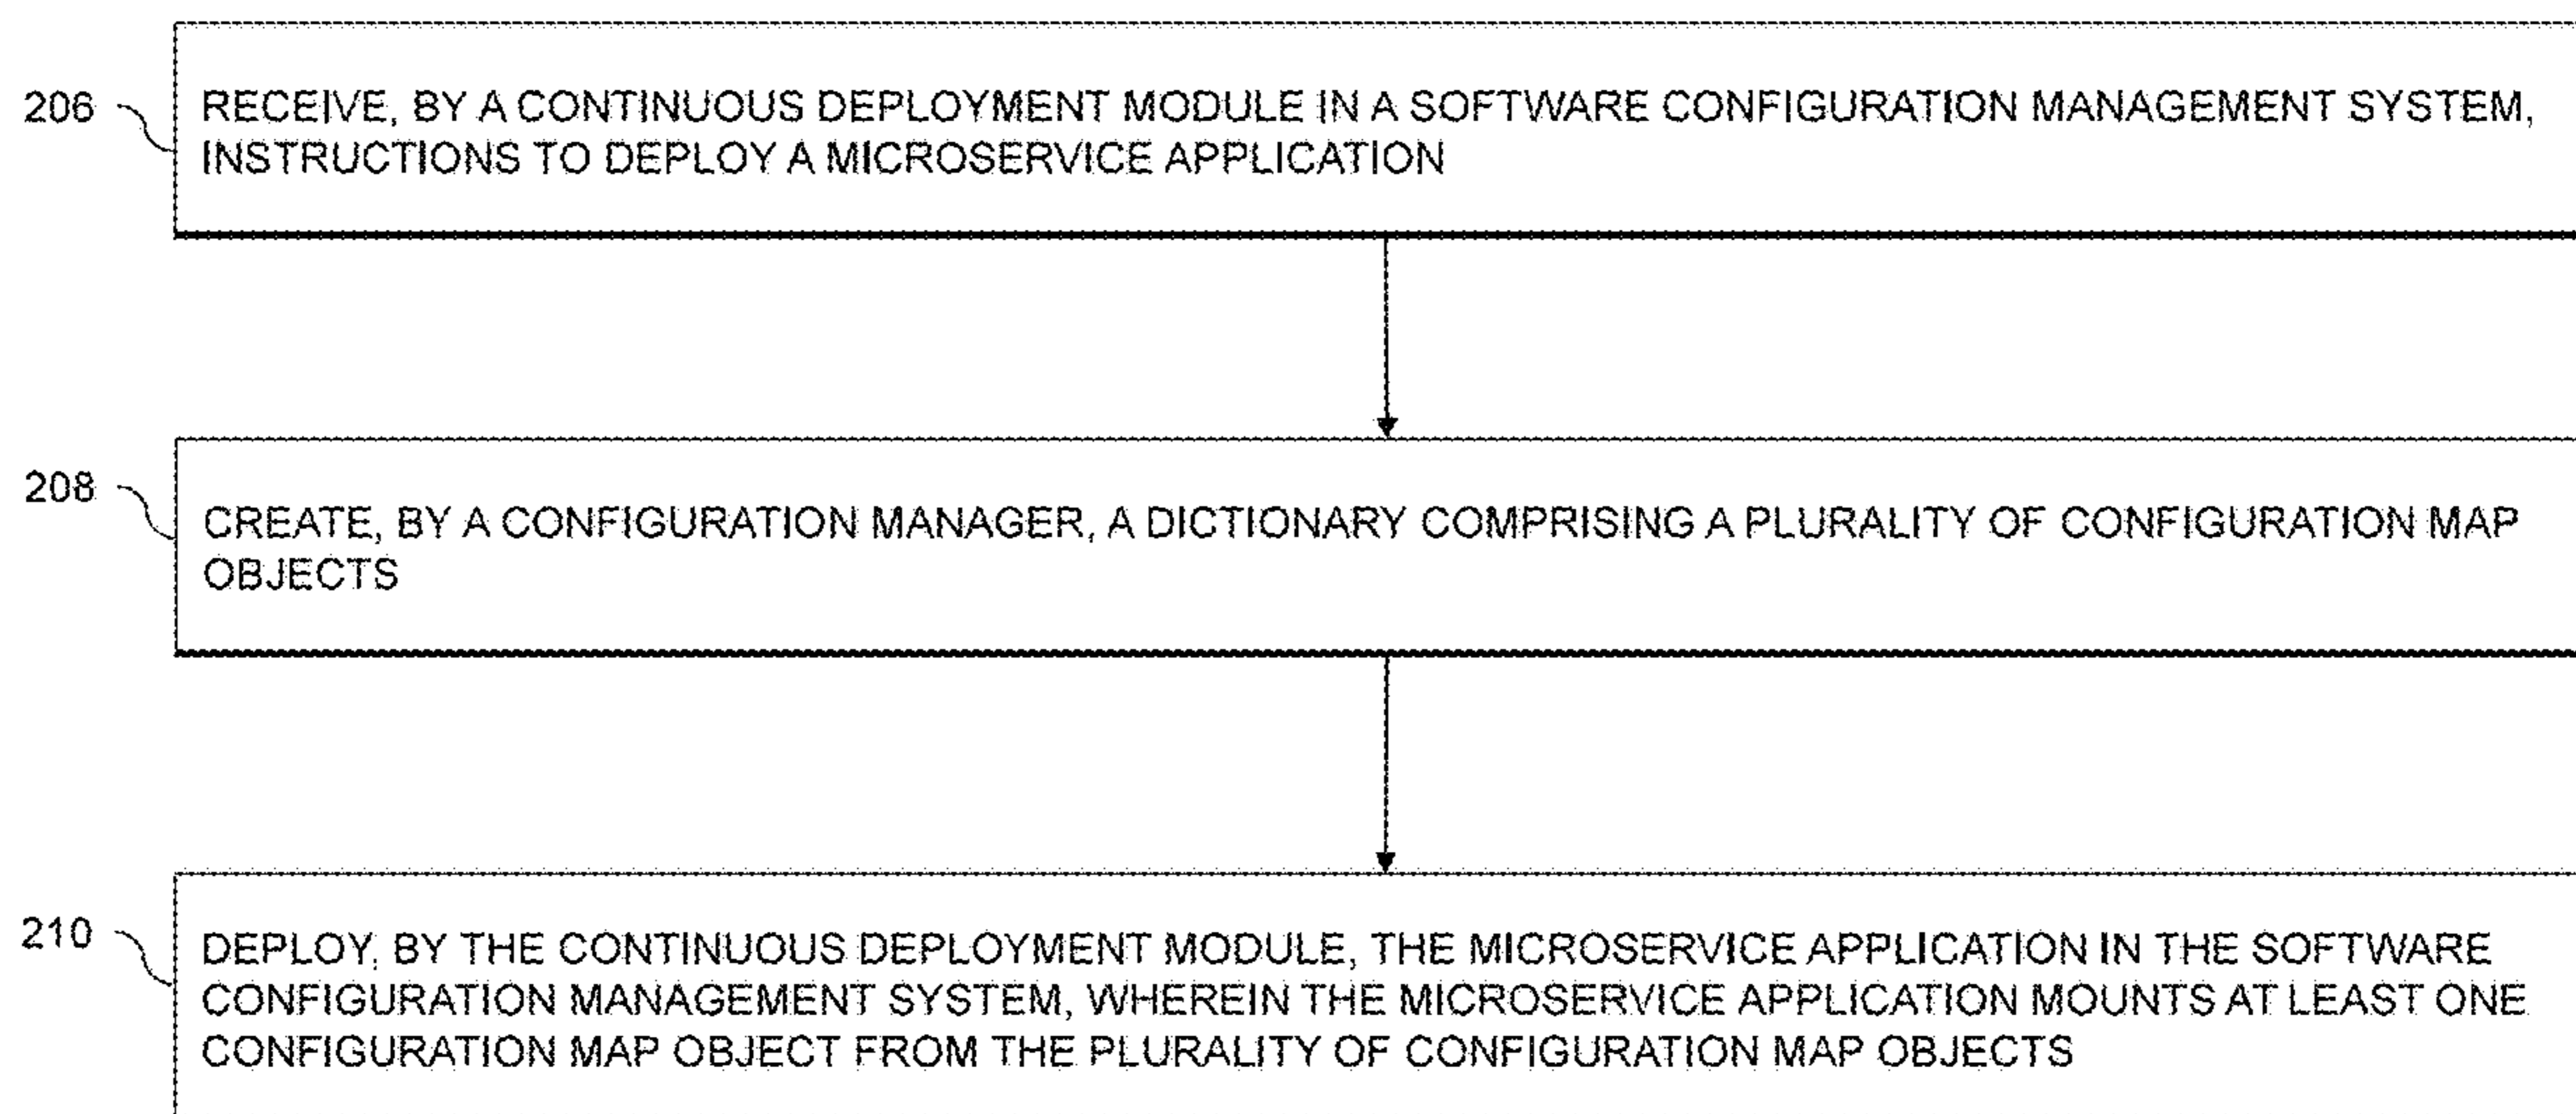 206
RECEIVE, BY A CONTINUOUS DEPLOYMENT MODULE IN A SOFTWARE CONFIGURATION MANAGEMENT SYSTEM,
INSTRUCTIONS TO DEPLOY A MICROSERVICE APPLICATION
208
CREATE, BY A CONFIGURATION MANAGER, A DICTIONARY COMPRISING A PLURALITY OF CONFIGURATION MAP
OBJECTS
210
DEPLOY, BY THE CONTINUOUS DEPLOYMENT MODULE, THE MICROSERVICE APPLICATION IN THE SOFTWARE
CONFIGURATION MANAGEMENT SYSTEM, WHEREIN THE MICROSERVICE APPLICATION MOUNTS AT LEAST ONE
CONFIGURATION MAP OBJECT FROM THE PLURALITY OF CONFIGURATION MAP OBJECTS